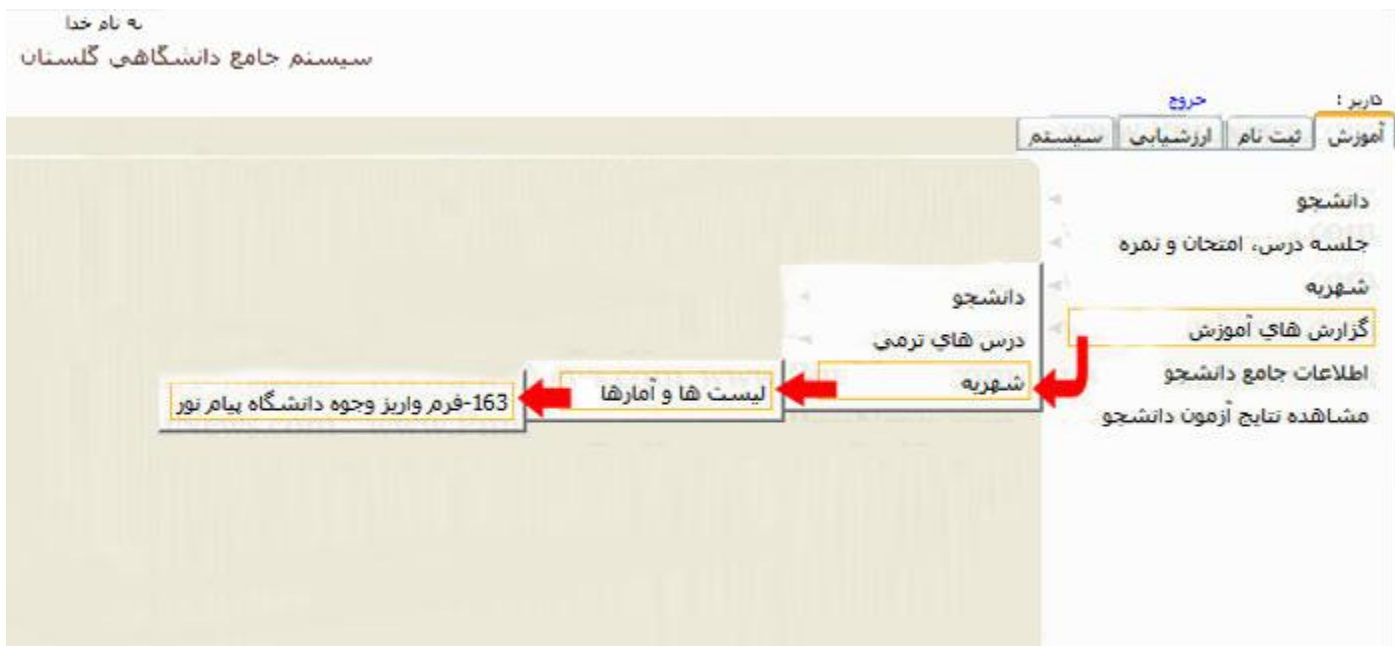 به نام خدا
سیستم جامع دانشگاهی گلستان
کاربر :
خروج
آموزش
ثبت نام
ارزشیابی
سیستم
دانشجو
جلسه درس، امتحان و نمره
شهریه
گزارش هاي آموزش
اطلاعات جامع دانشجو
مشاهده نتایج آزمون دانشجو
دانشجو
درس هاي ترمي
شهریه
لیست ها و آمارها
163-فرم واریز وجوه دانشگاه پیام نور